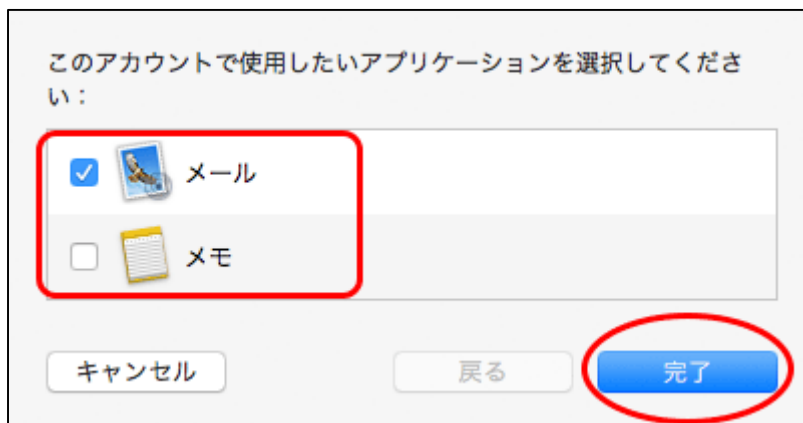 このアカウントで使用したいアプリケーションを選択してくださ
い：
メール
メモ
キャンセル
戻る
完了